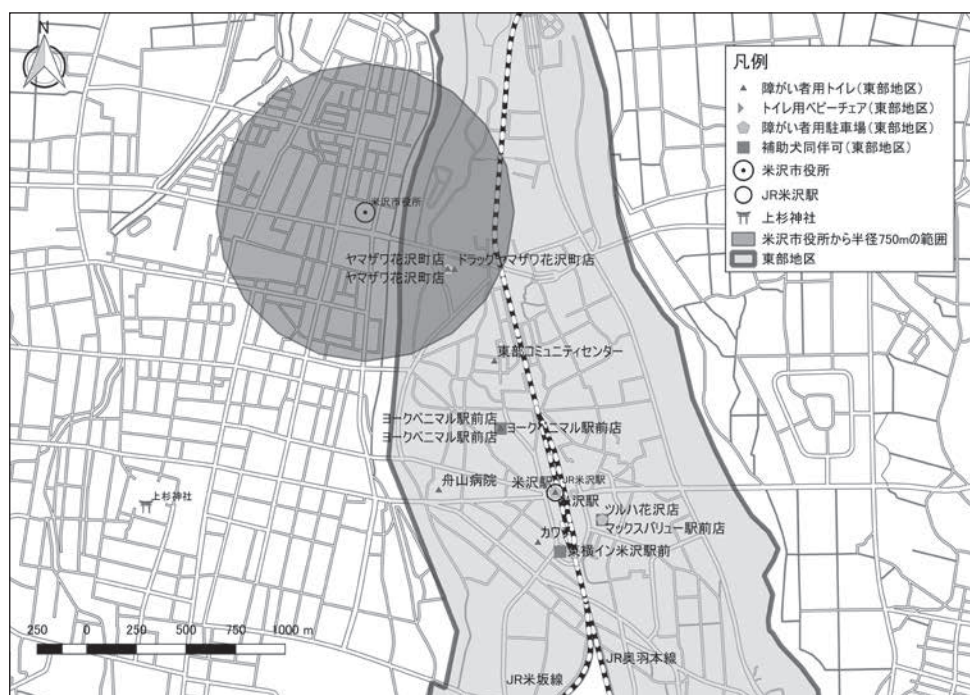 N
凡例
障がい者用トイレ(東部地区)
トイレ用ベビーチェア(東部地区)
障がい者用駐車場(東部地区)
補助犬同伴可(東部地区)
米沢市役所
JR米沢駅
上杉神社
米沢市役所から半径750mの範囲
東部地区
米沢市役所
ヤマザワ花沢町店
ドラッグヤマザワ花沢町店
ヤマザワ花沢町店
東部コミュニティセンター
ヨークベニマル駅前店
ヨークベニマル駅前店
ヨークベニマル駅前店
舟山病院
米沢駅
JR米沢駅
米沢駅
上杉神社
ツルハ花沢店
マックスバリュー駅前店
東横イン米沢駅前
250 0 250 500 750 1000 m
JR米坂線
JR奥羽本線